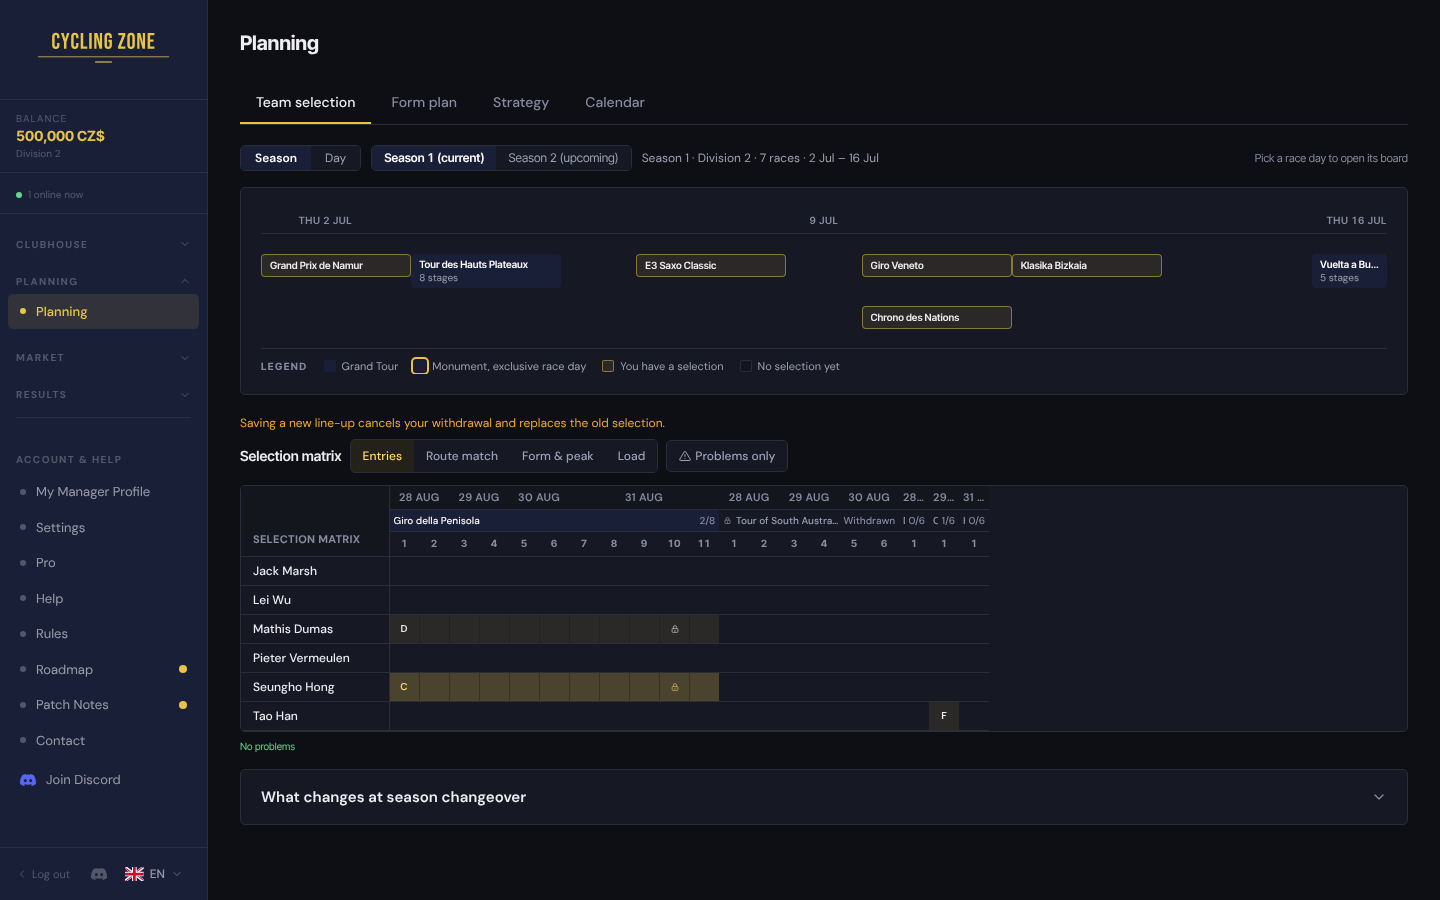 CYCLING ZONE
BALANCE
500,000 CZ$
Division 2
1 online now
CLUBHOUSE
PLANNING
Planning
MARKET
RESULTS
ACCOUNT & HELP
My Manager Profile
Settings
Pro
Help
Rules
Roadmap
Patch Notes
Contact
Join Discord
Log out
EN
Planning
Team selection Form plan Strategy Calendar
Season Day Season 1 (current) Season 2 (upcoming) Season 1 · Division 2 · 7 races · 2 Jul – 16 Jul Pick a race day to open its board
THU 2 JUL 9 JUL THU 16 JUL
Grand Prix de Namur Tour des Hauts Plateaux E3 Saxo Classic Giro Veneto Klasika Bizkaia Vuelta a Bu...
8 stages 5 stages
Chrono des Nations
LEGEND Grand Tour Monument, exclusive race day You have a selection No selection yet
Saving a new line-up cancels your withdrawal and replaces the old selection.
Selection matrix Entries Route match Form & peak Load Problems only
28 AUG 29 AUG 30 AUG 31 AUG 28 AUG 29 AUG 30 AUG 28... 29... 31 ...
Giro della Penisola 2/8 Tour of South Austra... Withdrawn 0/6 1/6 0/6
SELECTION MATRIX 1 2 3 4 5 6 7 8 9 10 11 1 2 3 4 5 6 1 1 1
Jack Marsh
Lei Wu
Mathis Dumas D
Pieter Vermeulen
Seungho Hong C
Tao Han F
No problems
What changes at season changeover